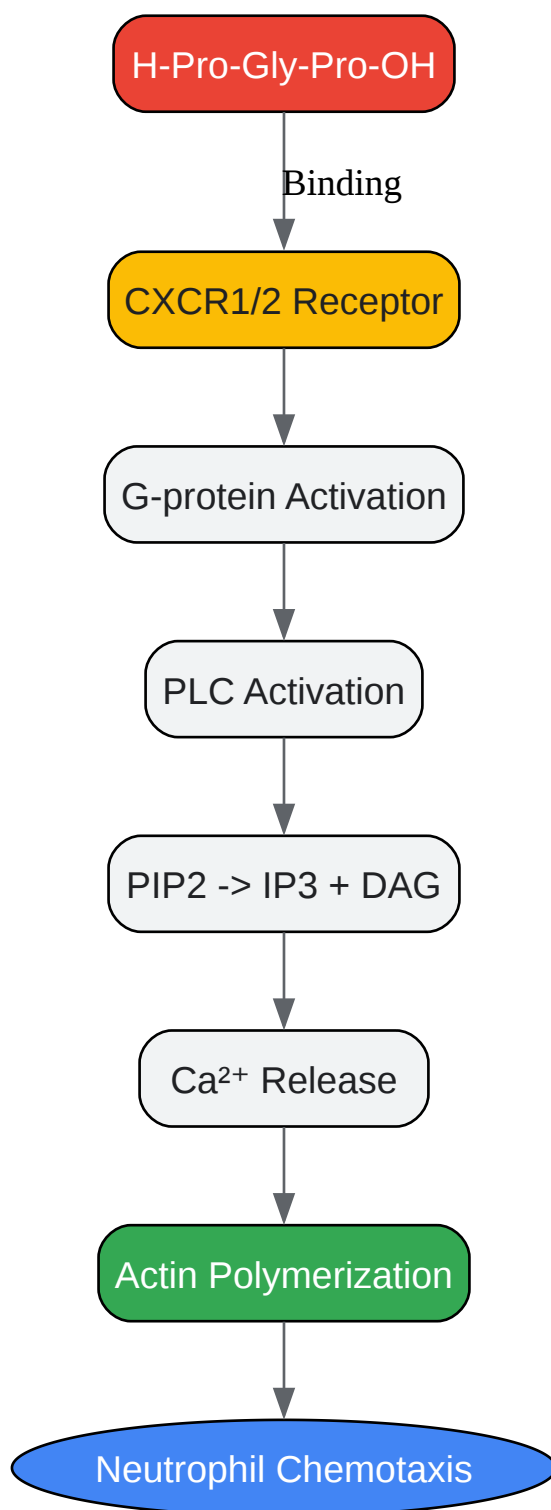 H-Pro-Gly-Pro-OH
Binding
CXCR1/2 Receptor
G-protein Activation
PLC Activation
PIP2 -> IP3 + DAG
Ca²⁺ Release
Actin Polymerization
Neutrophil Chemotaxis